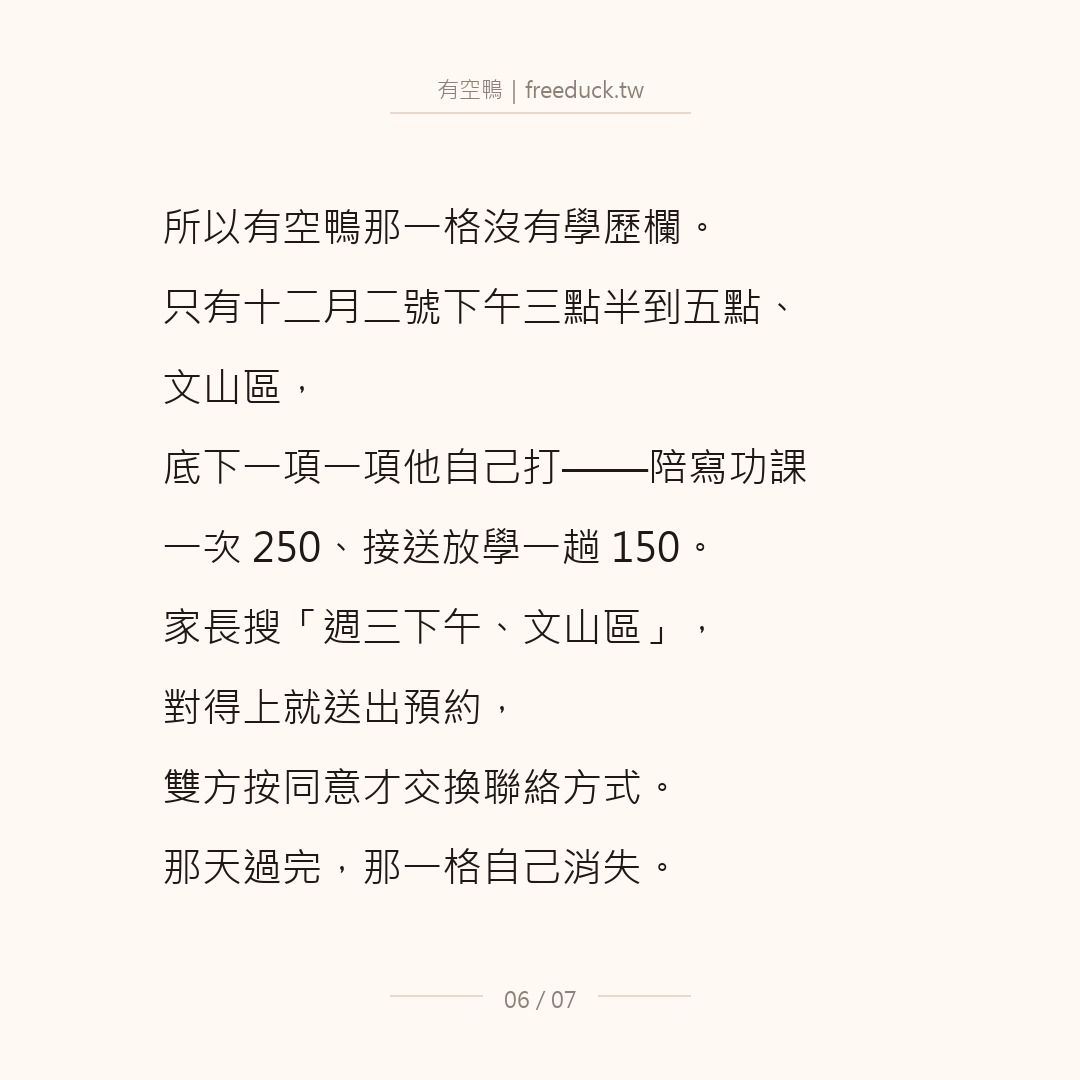 有空鴨｜freeduck.tw
所以有空鴨那一格沒有學歷欄。
只有十二月二號下午三點半到五點、
文山區，
底下一項一項他自己打——陪寫功課
一次 250、接送放學一趟 150。
家長搜「週三下午、文山區」，
對得上就送出預約，
雙方按同意才交換聯絡方式。
那天過完，那一格自己消失。
06 / 07